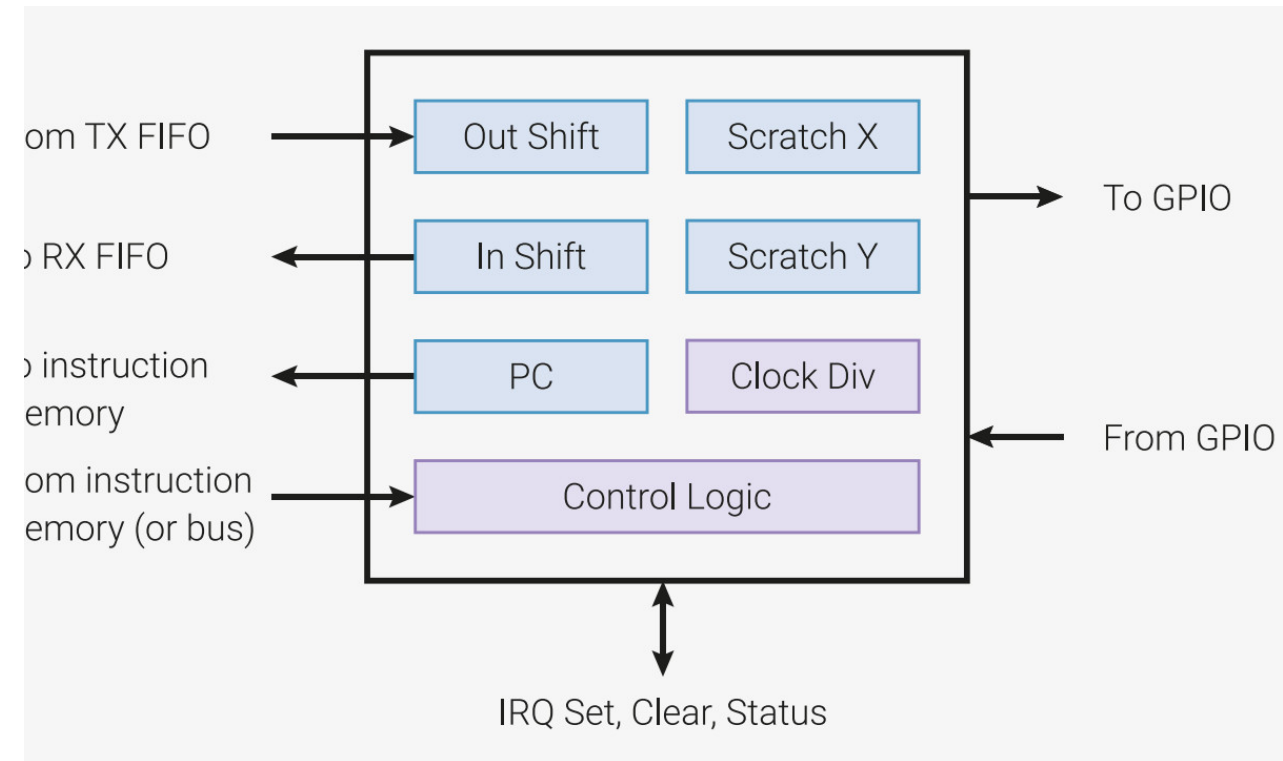 om TX FIFO
Out Shift
Scratch X
To GPIO
RX FIFO
In Shift
Scratch Y
instruction
emory
PC
Clock Div
From GPIO
om instruction
emory (or bus)
Control Logic
IRQ Set, Clear, Status